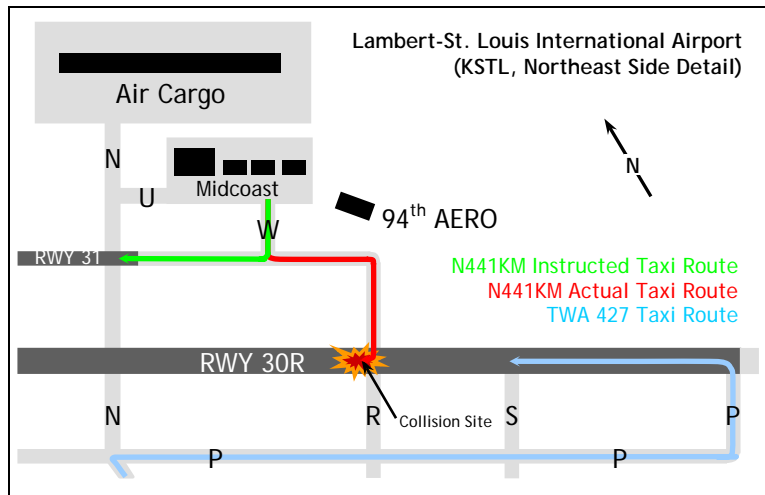 Lambert-St. Louis International Airport
(KSTL, Northeast Side Detail)
Air Cargo
N
N
U
Midcoast
94th AERO
W
RWY 31
N441KM Instructed Taxi Route
N441KM Actual Taxi Route
TWA 427 Taxi Route
RWY 30R
N
R
Collision Site
S
P
P
P